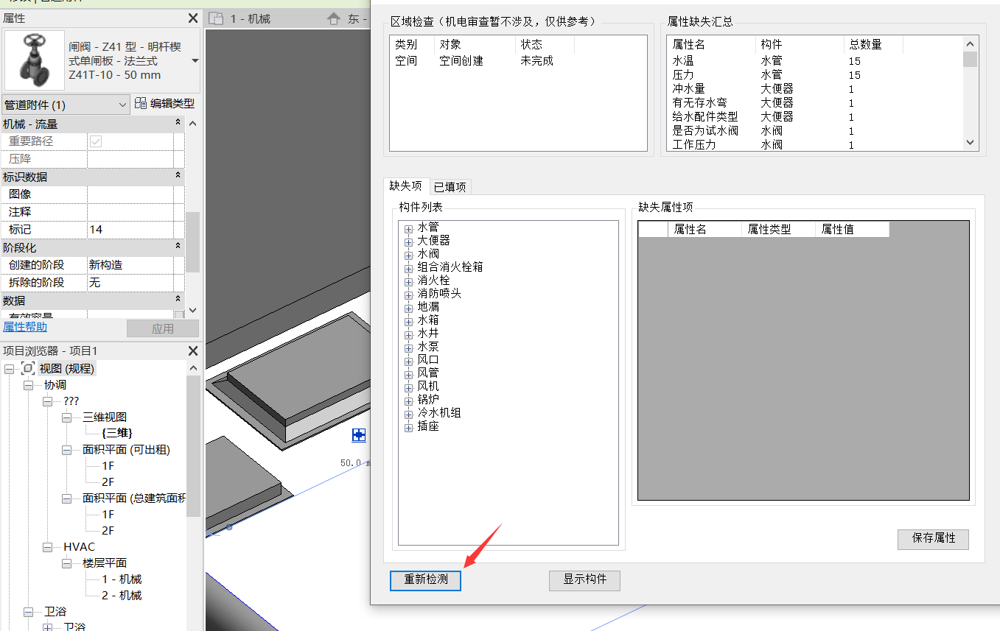 属性
闸阀 - Z41 型 - 明杆楔
式单闸板 - 法兰式
Z41T-10 - 50 mm
管道附件 (1)
编辑类型
机械 - 流量
重要路径
压降
标识数据
图像
注释
标记 14
阶段化
创建的阶段 新构造
拆除的阶段 无
数据
有效容量
属性帮助
应用
项目浏览器 - 项目1
视图 (规程)
协调
???
三维视图
{三维}
面积平面 (可出租)
1F
2F
面积平面 (总建筑面积
1F
2F
HVAC
楼层平面
1 - 机械
2 - 机械
卫浴
卫浴
1 - 机械
东 -
50.0
区域检查（机电审查暂不涉及，仅供参考）
类别 对象 状态
空间 空间创建 未完成
属性缺失汇总
属性名 构件 总数量
水温 水管 15
压力 水管 15
冲水量 大便器 1
有无存水弯 大便器 1
给水配件类型 大便器 1
是否为试水阀 水阀 1
工作压力 水阀 1
缺失项 已填项
构件列表
水管
大便器
水阀
组合消火栓箱
消火栓
消防喷头
地漏
水箱
水井
水泵
风口
风管
风机
锅炉
冷水机组
插座
缺失属性项
属性名 属性类型 属性值
保存属性
重新检测
显示构件